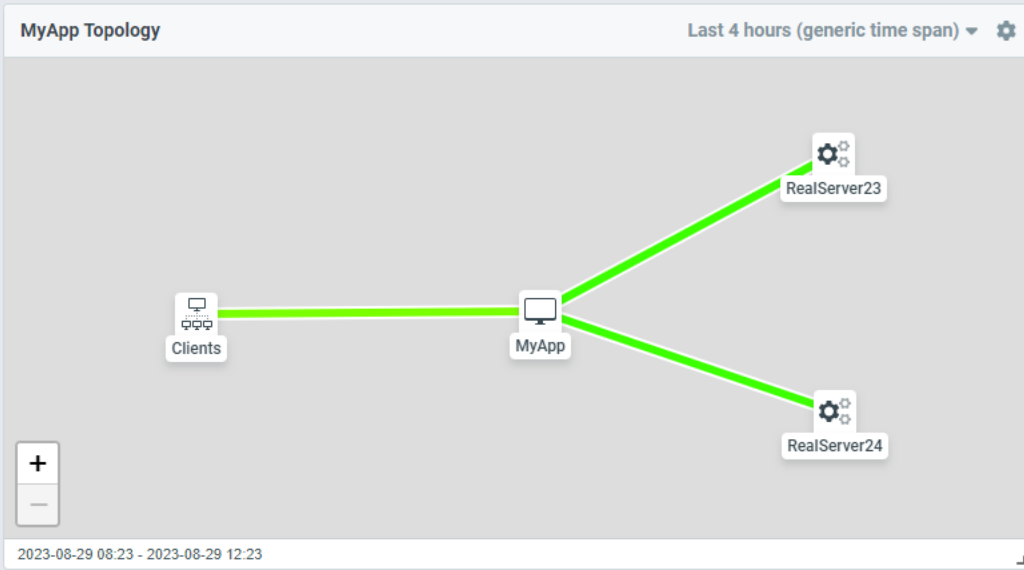 MyApp Topology
Last 4 hours (generic time span)
RealServer23
Clients
MyApp
RealServer24
+
−
2023-08-29 08:23 - 2023-08-29 12:23